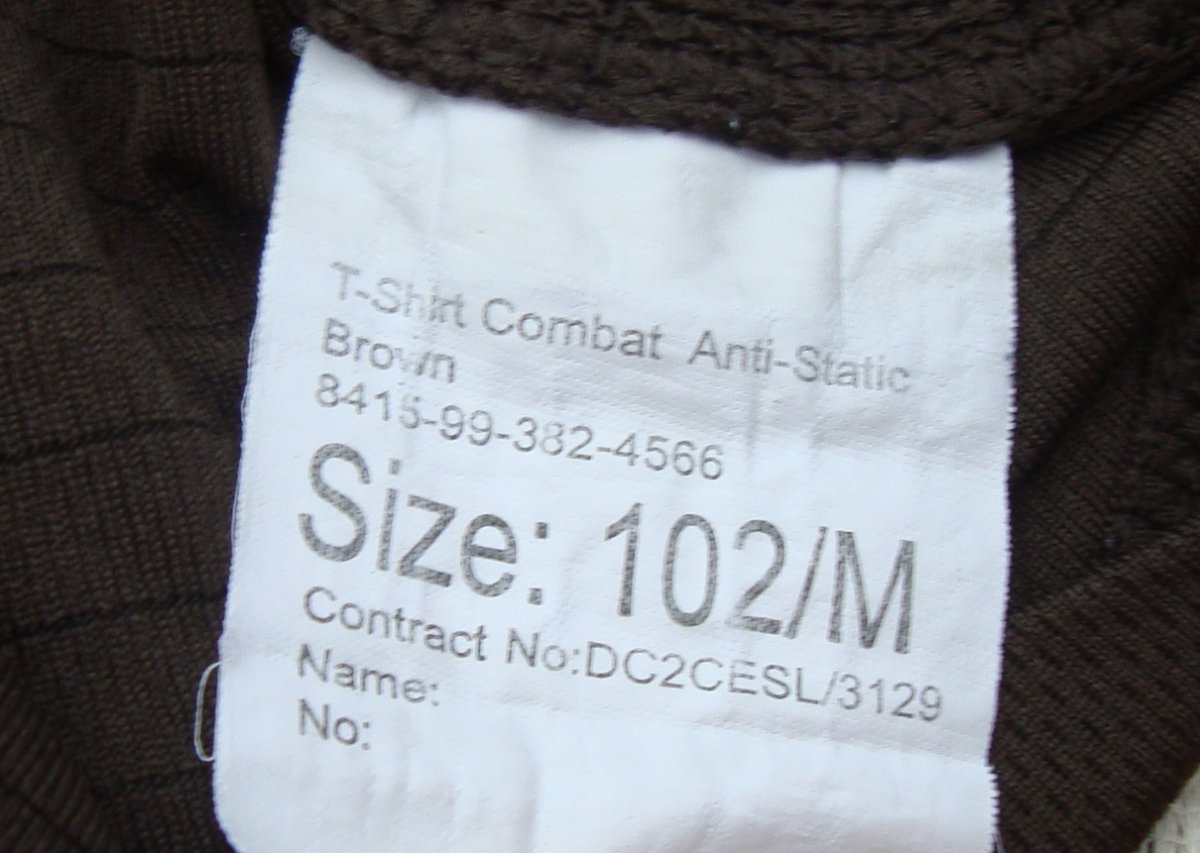 T-Shirt Combat Anti-Static
Brown
8415-99-382-4566
Size: 102/M
Contract No:DC2CESL/3129
Name:
No: